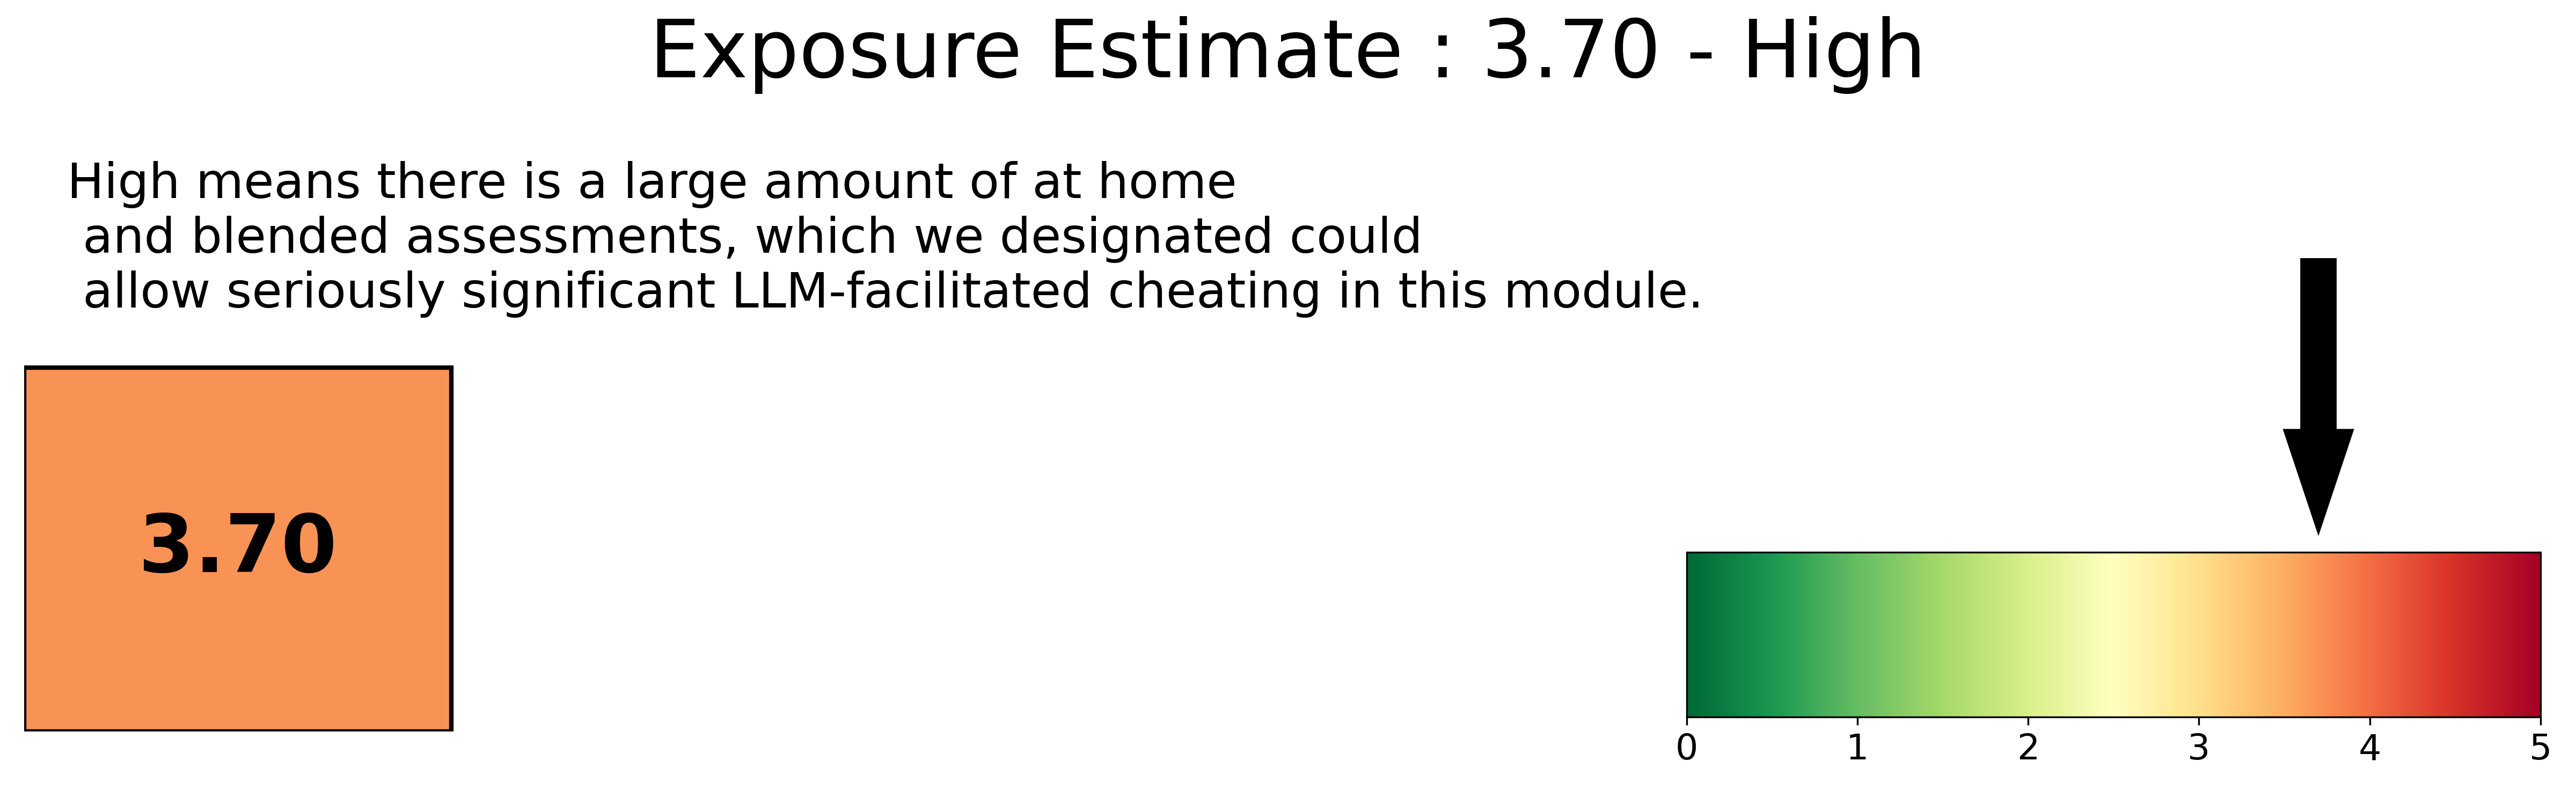 Exposure Estimate : 3.70 - High
High means there is a large amount of at home
and blended assessments, which we designated could
allow seriously significant LLM-facilitated cheating in this module.
3.70
0 1 2 3 4 5